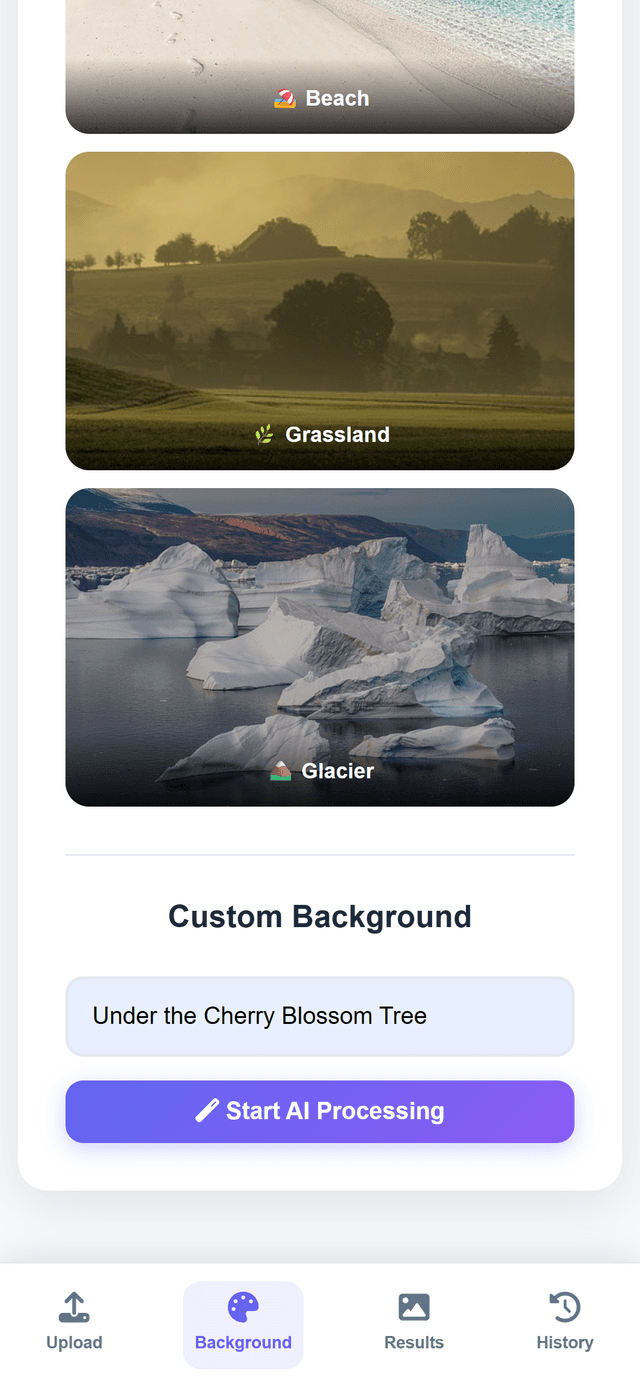 Beach
Grassland
Glacier
Custom Background
Under the Cherry Blossom Tree
Start AI Processing
Upload
Background
Results
History